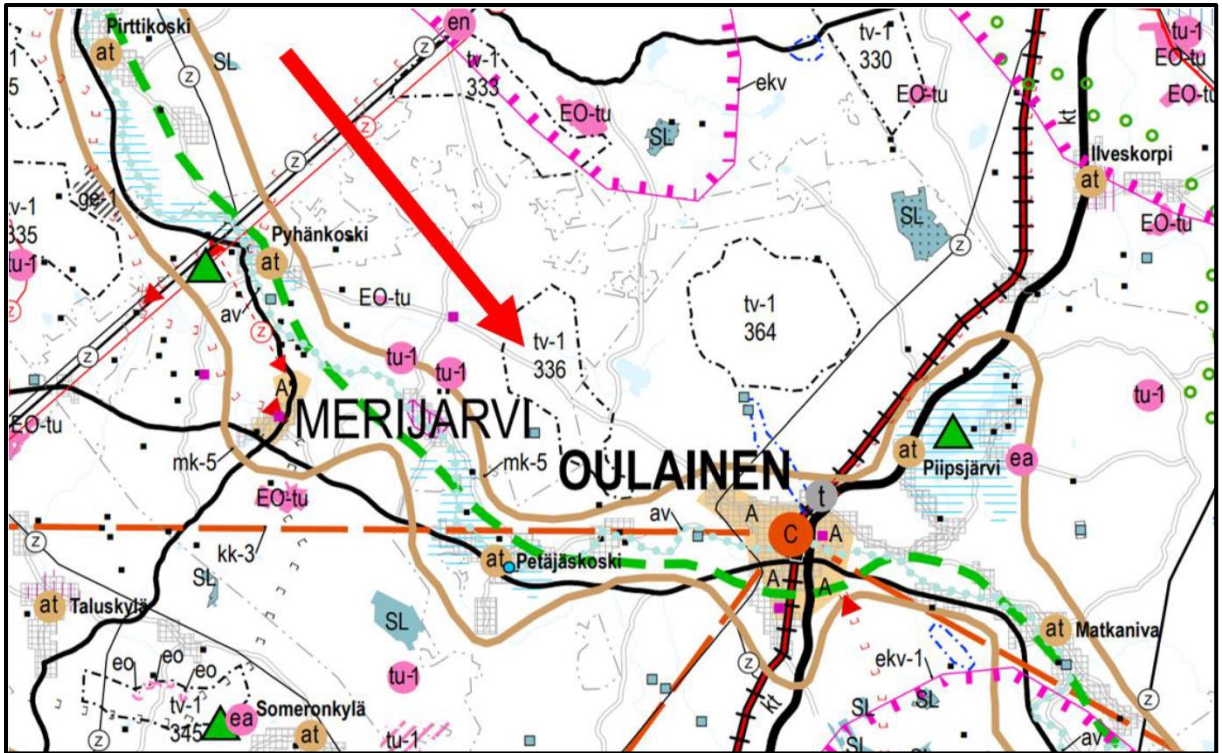 Pirttikoski
at
z
SL
en
tv-1
333
EO-tu
SL
ekv
tv-1
330
EO-tu
tu-1
EO-tu
EO-tu
kt
Ilveskorpi
at
EO-tu
SL
z
ge-1
tv-1
335
tu-1
z
z
z
z
Pyhänkoski
at
av
z
EO-tu
tv-1
336
tv-1
364
tu-1
tu-1
tu-1
A
MERIJÄRVI
EO-tu
mk-5
mk-5
OULAINEN
at
Piipsjärvi
ea
EO-tu
t
A
C
A
A
A
av
kk-3
z
SL
at
Petäjäskoski
at
Taluskylä
SL
at
Matkaniva
z
ekv-1
eo
eo
eo
tv-1
345
ea
Someronkylä
at
tu-1
tu-1
z
kt
SL
SL
av
z